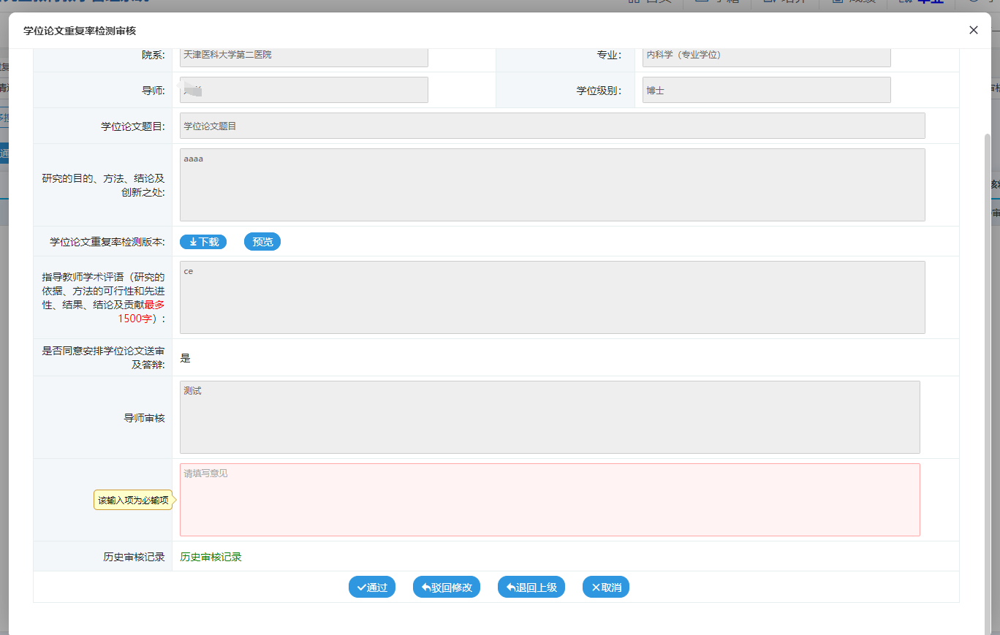 学位论文重复率检测审核
院系:
天津医科大学第二医院
专业：
内科学（专业学位）
导师:
学位级别：
博士
学位论文题目:
学位论文题目
研究的目的、方法、结论及
创新之处:
aaaa
学位论文重复率检测版本:
下载
预览
指导教师学术评语（研究的
依据、方法的可行性和先进
性、结果、结论及贡献最多
1500字）:
ce
是否同意安排学位论文送审
及答辩:
是
导师审核
测试
该输入项为必输项
请填写意见
历史审核记录
历史审核记录
通过
驳回修改
退回上级
取消